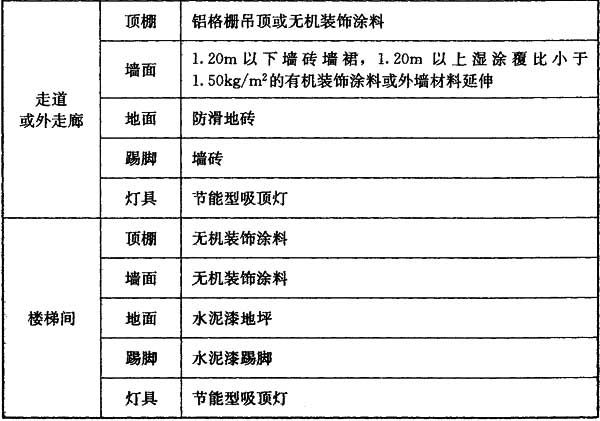 顶棚
铝格栅吊顶或无机装饰涂料
走道
或外走廊
墙面
1.20m以下墙砖墙裙，1.20m 以上湿涂覆比小于
1.50kg/m²的有机装饰涂料或外墙材料延伸
地面
防滑地砖
踢脚
墙砖
灯具
节能型吸顶灯
楼梯间
顶棚
无机装饰涂料
墙面
无机装饰涂料
地面
水泥漆地坪
踢脚
水泥漆踢脚
灯具
节能型吸顶灯